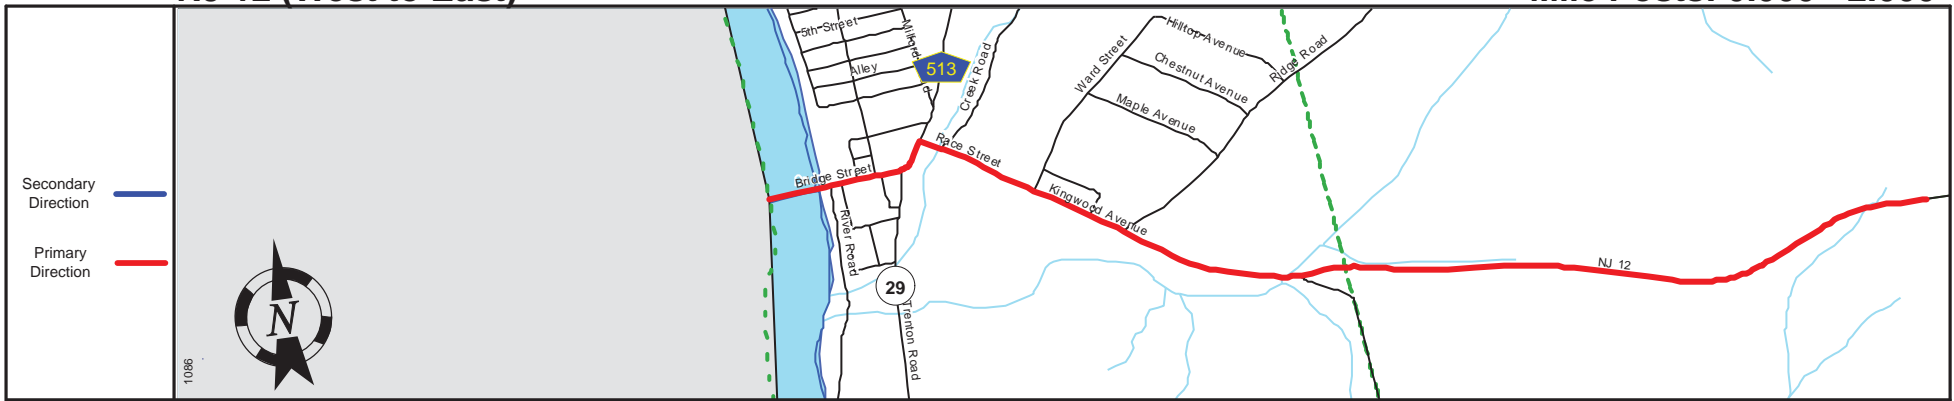 Secondary
Direction
Primary
Direction
1086
N
5th Street
Alley
Milford
513
Creek Road
Bridge Street
Race Street
River Road
29
Trenton Road
Ward Street
Hilltop Avenue
Chestnut Avenue
Maple Avenue
Ridge Road
Kingwood Avenue
NJ 12